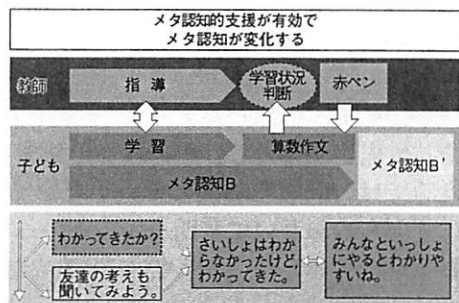 メタ認知的支援が有効で
メタ認知が変化する
教師
指導
学習状況
判断
赤ペン
子ども
学習
算数作文
メタ認知B
メタ認知B'
わかってきたか？
友達の考えも
聞いてみよう。
さいしょはわか
らなかったけど,
わかってきた。
みんなといっしょ
にやるとわかりや
すいね。